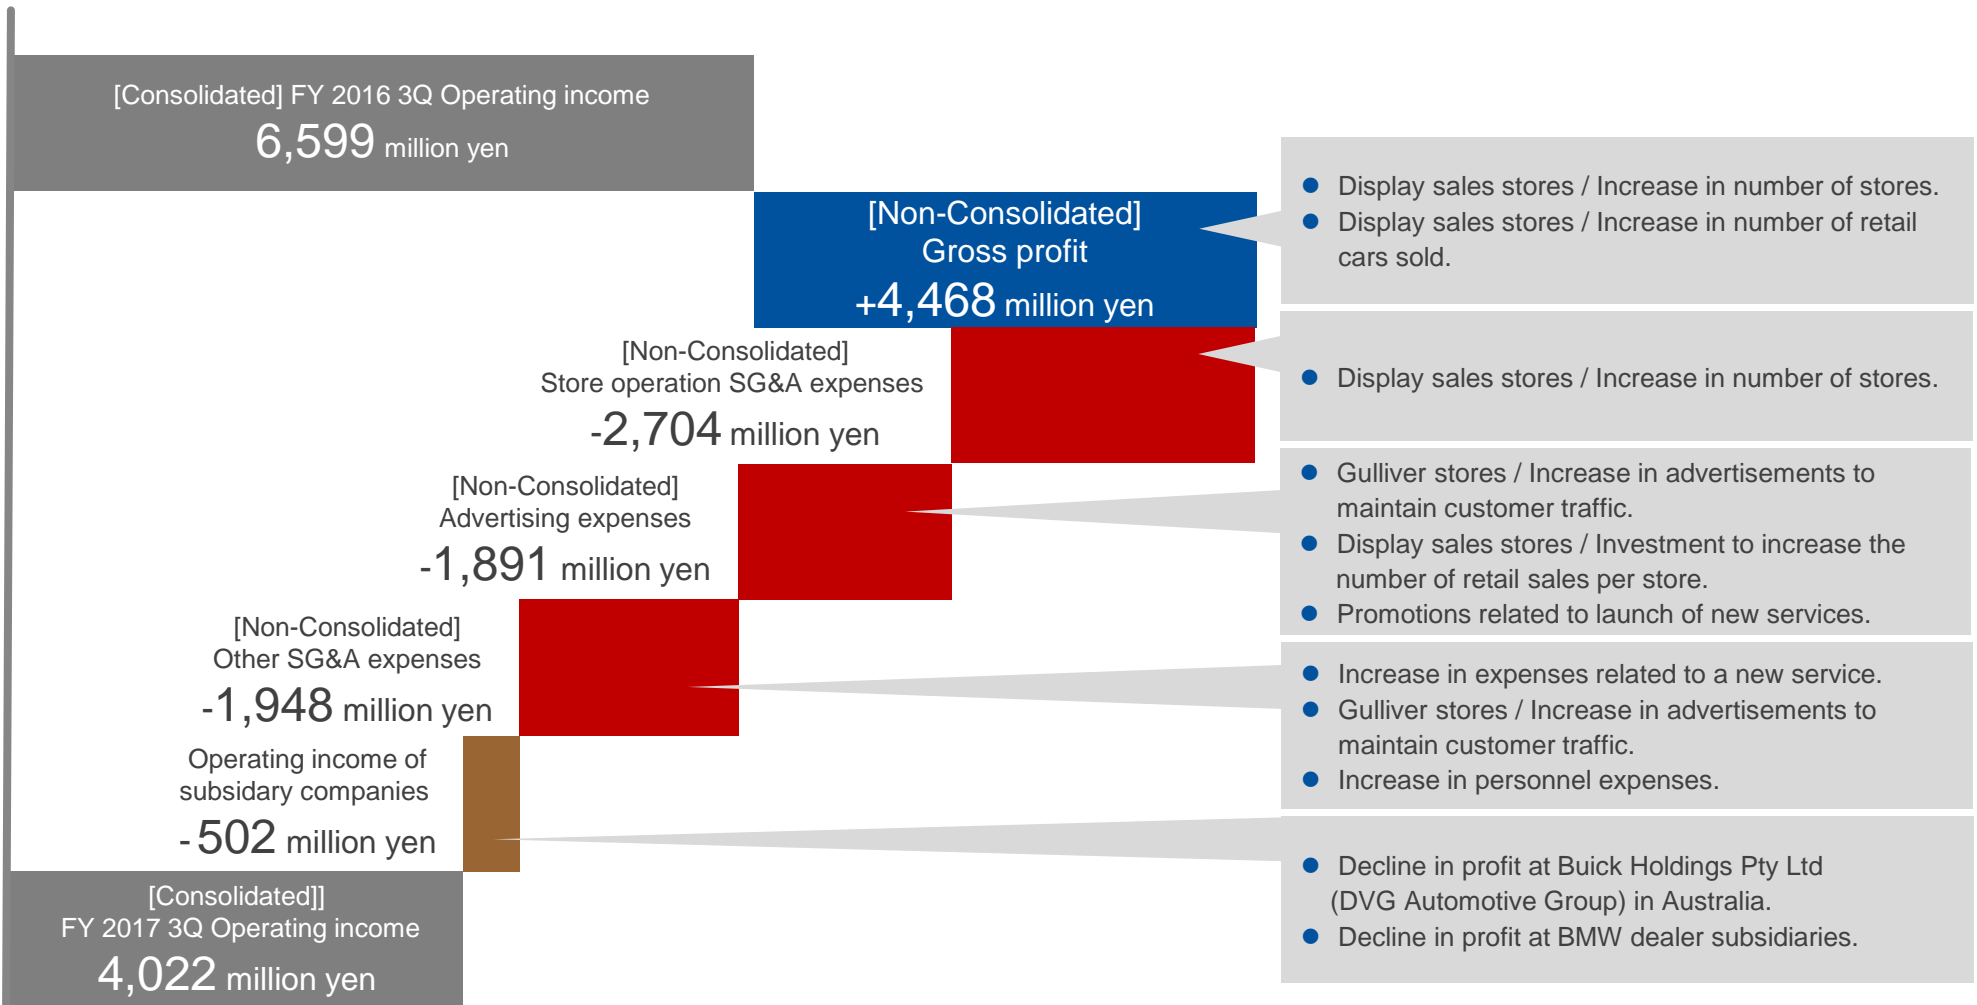 [Consolidated] FY 2016 3Q Operating income
6,599 million yen
[Non-Consolidated]
Gross profit
+4,468 million yen
● Display sales stores / Increase in number of stores.
● Display sales stores / Increase in number of retail
cars sold.
[Non-Consolidated]
Store operation SG&A expenses
-2,704 million yen
● Display sales stores / Increase in number of stores.
[Non-Consolidated]
Advertising expenses
-1,891 million yen
● Gulliver stores / Increase in advertisements to
maintain customer traffic.
● Display sales stores / Investment to increase the
number of retail sales per store.
● Promotions related to launch of new services.
[Non-Consolidated]
Other SG&A expenses
-1,948 million yen
● Increase in expenses related to a new service.
● Gulliver stores / Increase in advertisements to
maintain customer traffic.
● Increase in personnel expenses.
Operating income of
subsidary companies
-502 million yen
● Decline in profit at Buick Holdings Pty Ltd
(DVG Automotive Group) in Australia.
● Decline in profit at BMW dealer subsidiaries.
[Consolidated]]
FY 2017 3Q Operating income
4,022 million yen